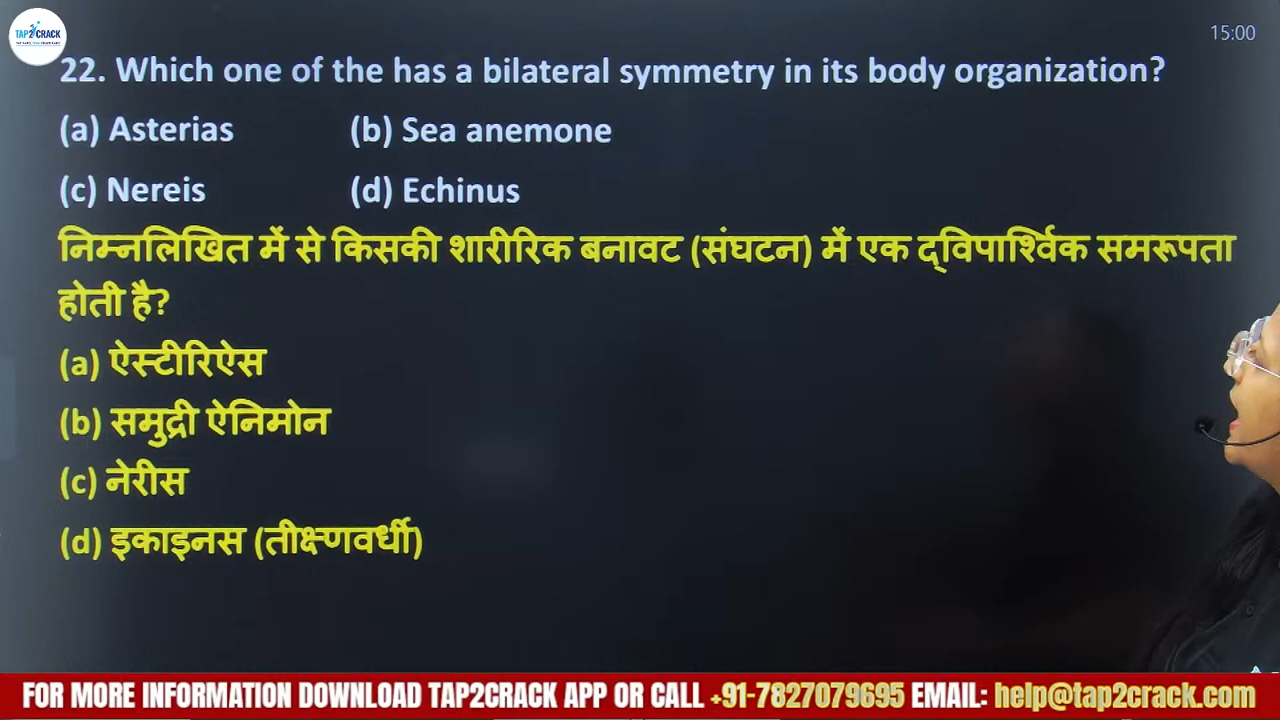 TAP2CRACK
15:00
22. Which one of the has a bilateral symmetry in its body organization?
(a) Asterias (b) Sea anemone
(c) Nereis (d) Echinus
निम्नलिखित में से किसकी शारीरिक बनावट (संघटन) में एक द्विपार्श्विक समरूपता
होती है?
(a) ऐस्टीरिऐस
(b) समुद्री ऐनिमोन
(c) नेरीस
(d) इकाइनस (तीक्ष्णवर्धी)
FOR MORE INFORMATION DOWNLOAD TAP2CRACK APP OR CALL +91-7827079695 EMAIL: help@tap2crack.com